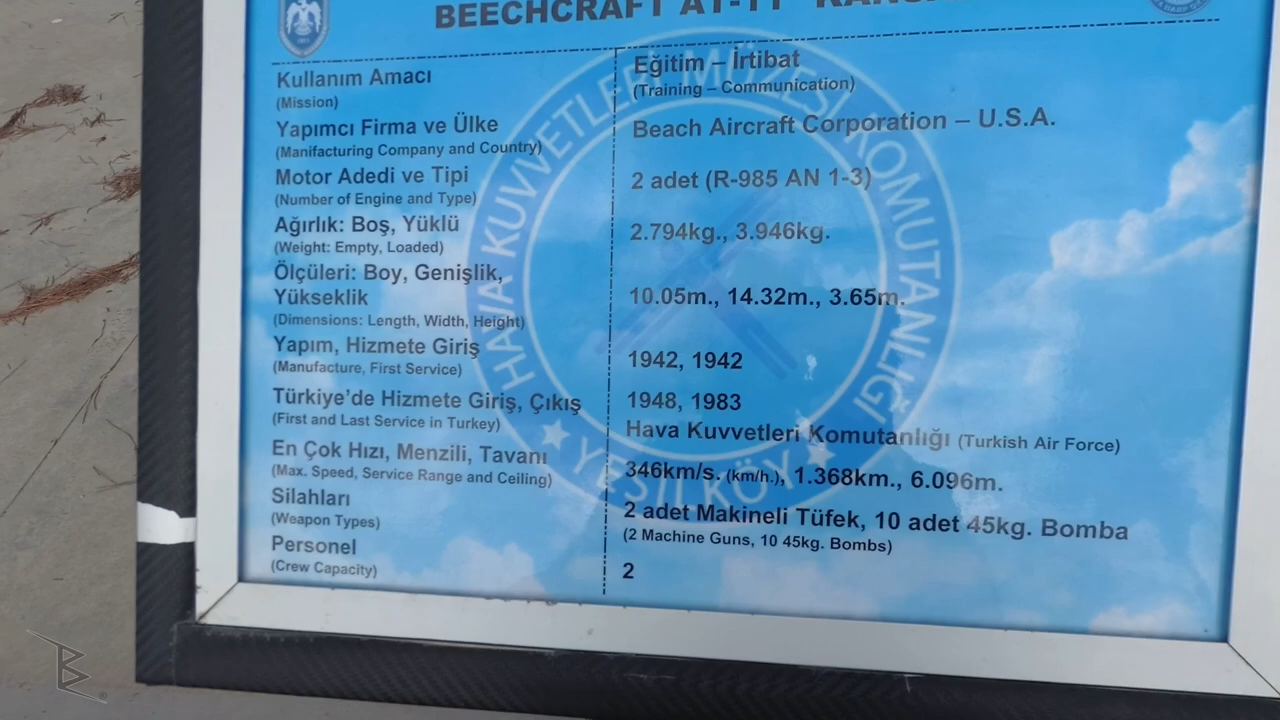 BEECHCRAFT AT-11
Kullanım Amacı
(Mission)
Eğitim – İrtibat
(Training – Communication)
Yapımcı Firma ve Ülke
(Manifacturing Company and Country)
Beach Aircraft Corporation – U.S.A.
Motor Adedi ve Tipi
(Number of Engine and Type)
2 adet (R-985 AN 1-3)
Ağırlık: Boş, Yüklü
(Weight: Empty, Loaded)
2.794kg., 3.946kg.
Ölçüleri: Boy, Genişlik,
Yükseklik
(Dimensions: Length, Width, Height)
10.05m., 14.32m., 3.65m.
Yapım, Hizmete Giriş
(Manufacture, First Service)
1942, 1942
Türkiye'de Hizmete Giriş, Çıkış
(First and Last Service in Turkey)
1948, 1983
Hava Kuvvetleri Komutanlığı (Turkish Air Force)
En Çok Hızı, Menzili, Tavanı
(Max. Speed, Service Range and Ceiling)
346km/s. (km/h.), 1.368km., 6.096m.
Silahları
(Weapon Types)
2 adet Makineli Tüfek, 10 adet 45kg. Bomba
(2 Machine Guns, 10 45kg. Bombs)
Personel
(Crew Capacity)
2
HAVA KUVVETLERİ MÜZESİ KOMUTANLIĞI
YEŞİLKÖY